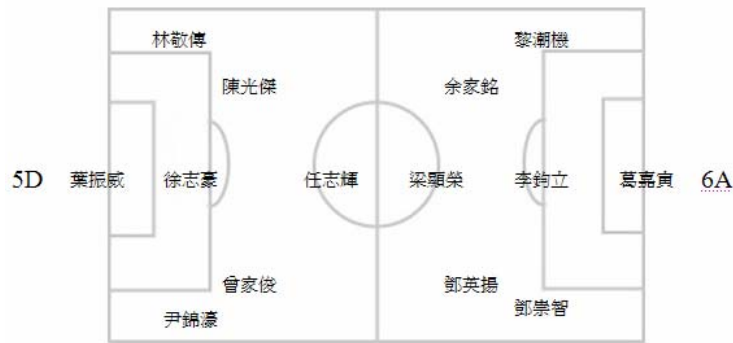 林敬傳 黎潮機
陳光傑 余家銘
5D 葉振威 徐志豪 任志輝 梁顯榮 李鈞立 葛嘉寅 6A
曾家俊 鄧英揚
尹錦濠 鄧崇智